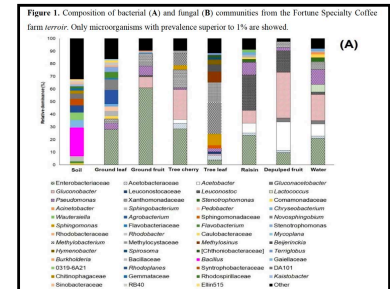 Figure 1. Composition of bacterial (A) and fungal (B) communities from the Fortune Specialty Coffee
farm terroir. Only microorganisms with prevalence superior to 1% are showed.
(A)
Relative dominance (%)
100
90
80
70
60
50
40
30
20
10
0
Soil Ground leaf Ground fruit Tree cherry Tree leaf Raisin Depulped fruit Water
Enterobacteriaceae Acetobacteraceae Acetobacter Gluconacetobacter
Gluconobacter Leuconostocaceae Leuconostoc Lactococcus
Pseudomonas Xanthomonadaceae Stenotrophomonas Comamonadaceae
Acinetobacter Sphingobacterium Pedobacter Chryseobacterium
Wautersiella Agrobacterium Flavobacterium Novosphingobium
Sphingomonas Flavobacteriaceae Sphingomonadaceae Stenotrophomonas
Rhodobacteraceae Rhodobacter Caulobacteraceae Mycoplana
Methylobacterium Methylocystaceae Methylosinus Beijerinckia
Hymenobacter Spirosoma [Chthoniobacteraceae] Terriglobus
Burkholderia Bacillaceae Bacillus Gaiellaceae
0319-6A21 Rhodoplanes Syntrophobacteraceae DA101
Chitinophagaceae Gemmataceae Rhodospirillaceae Kaistobacter
Sinobacteraceae RB40 Ellin515 Other